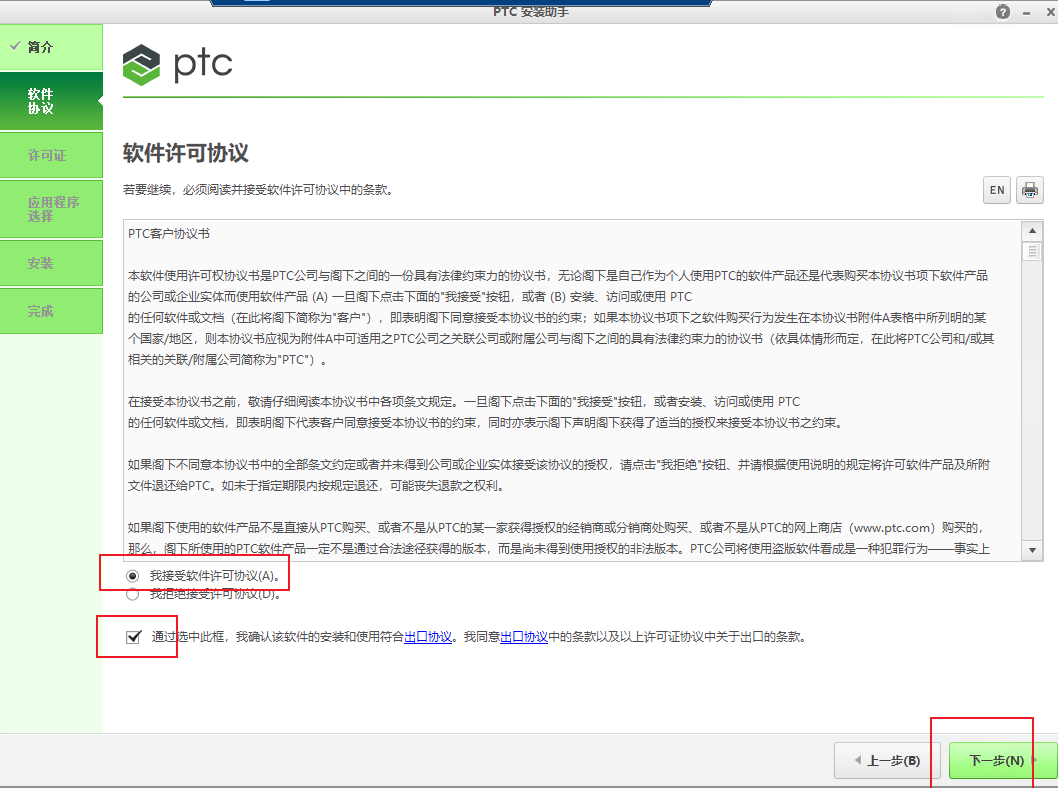 PTC 安装助手
简介
软件
协议
许可证
应用程序
选择
安装
完成
ptc
软件许可协议
若要继续，必须阅读并接受软件许可协议中的条款。
EN
PTC客户协议书
本软件使用许可权协议书是PTC公司与阁下之间的一份具有法律约束力的协议书，无论阁下是自己作为个人使用PTC的软件产品还是代表购买本协议书项下软件产品
的公司或企业实体而使用软件产品 (A) 一旦阁下点击下面的"我接受"按钮，或者 (B) 安装、访问或使用 PTC
的任何软件或文档（在此将阁下简称为"客户"），即表明阁下同意接受本协议书的约束；如果本协议书项下之软件购买行为发生在本协议书附件A表格中所列明的某
个国家/地区，则本协议书应视为附件A中可适用之PTC公司之关联公司或附属公司与阁下之间的具有法律约束力的协议书（依具体情形而定，在此将PTC公司和/或其
相关的关联/附属公司简称为"PTC"）。
在接受本协议书之前，敬请仔细阅读本协议书中各项条文规定。一旦阁下点击下面的"我接受"按钮，或者安装、访问或使用 PTC
的任何软件或文档，即表明阁下代表客户同意接受本协议书的约束，同时亦表示阁下声明阁下获得了适当的授权来接受本协议书之约束。
如果阁下不同意本协议书中的全部条文约定或者并未得到公司或企业实体接受该协议的授权，请点击"我拒绝"按钮、并请根据使用说明的规定将许可软件产品及所附
文件退还给PTC。如未于指定期限内按规定退还，可能丧失退款之权利。
如果阁下使用的软件产品不是直接从PTC购买、或者不是从PTC的某一家获得授权的经销商或分销商处购买、或者不是从PTC的网上商店（www.ptc.com）购买的，
那么，阁下所使用的PTC软件产品一定不是通过合法途径获得的版本，而是尚未得到使用授权的非法版本。PTC公司将使用盗版软件看成是一种犯罪行为——事实上
我接受软件许可协议(A)。
我拒绝接受许可协议(D)。
通过选中此框，我确认该软件的安装和使用符合出口协议。我同意出口协议中的条款以及以上许可证协议中关于出口的条款。
上一步(B)
下一步(N)